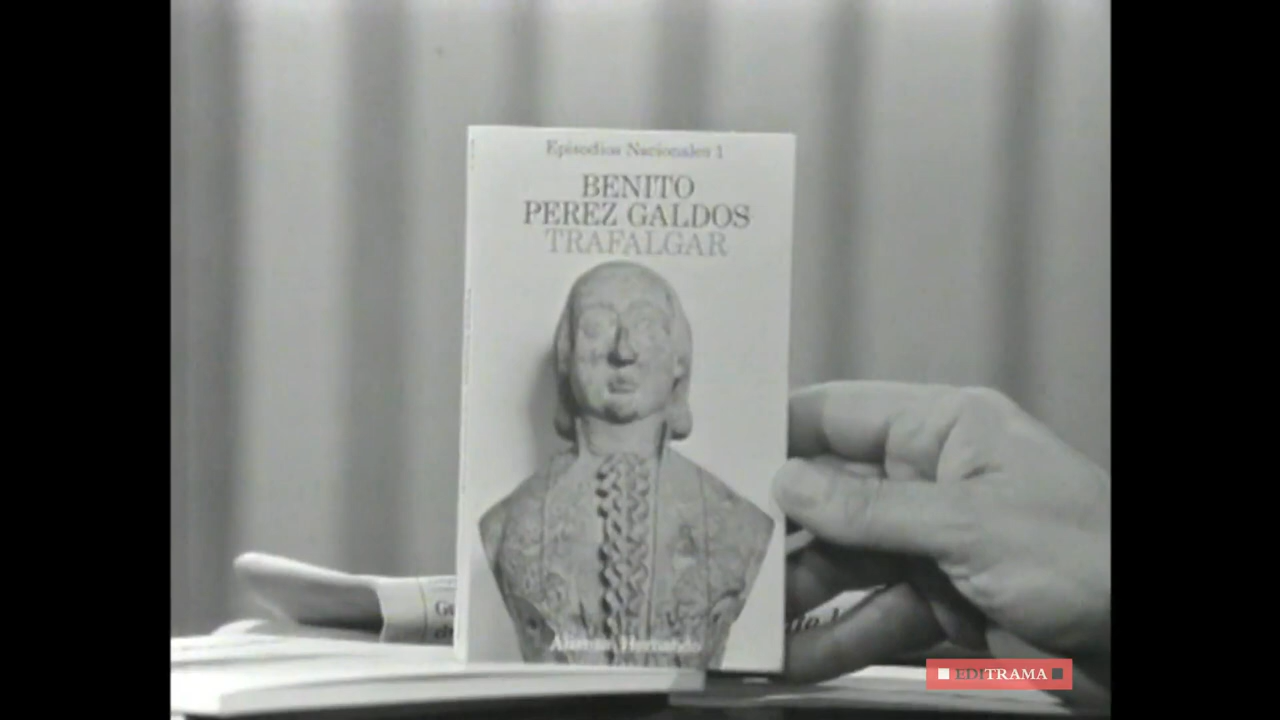 Episodios Nacionales 1
BENITO
PEREZ GALDOS
TRAFALGAR
Alianza Hernando
EDITRAMA